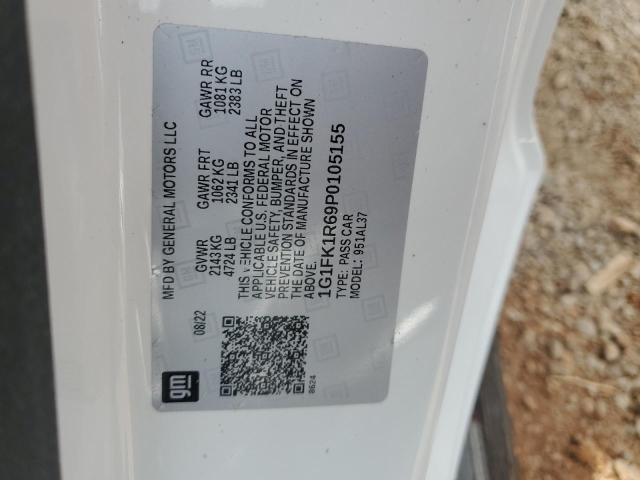 MFD BY GENERAL MOTORS LLC
08/22
GVWR GAWR FRT GAWR RR
2143 KG 1062 KG 1081 KG
4724 LB 2341 LB 2383 LB
THIS VEHICLE CONFORMS TO ALL
APPLICABLE U.S. FEDERAL MOTOR
VEHICLE SAFETY, BUMPER, AND THEFT
PREVENTION STANDARDS IN EFFECT ON
THE DATE OF MANUFACTURE SHOWN
ABOVE.
1G1FK1R69P0105155
TYPE: PASS CAR
MODEL: 951AL37
gm
8624